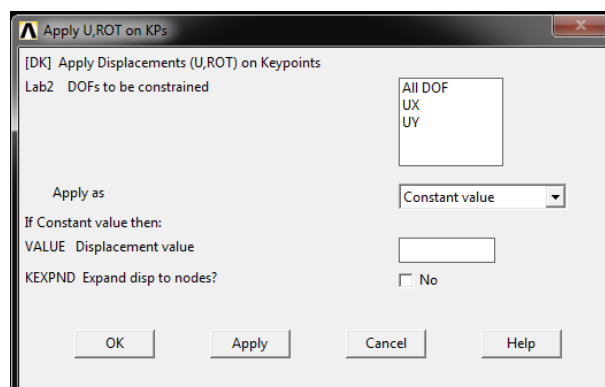 Apply U,ROT on KPs
[DK] Apply Displacements (U,ROT) on Keypoints
Lab2 DOFs to be constrained
All DOF
UX
UY
Apply as
Constant value
If Constant value then:
VALUE Displacement value
KEXPND Expand disp to nodes?
No
OK
Apply
Cancel
Help